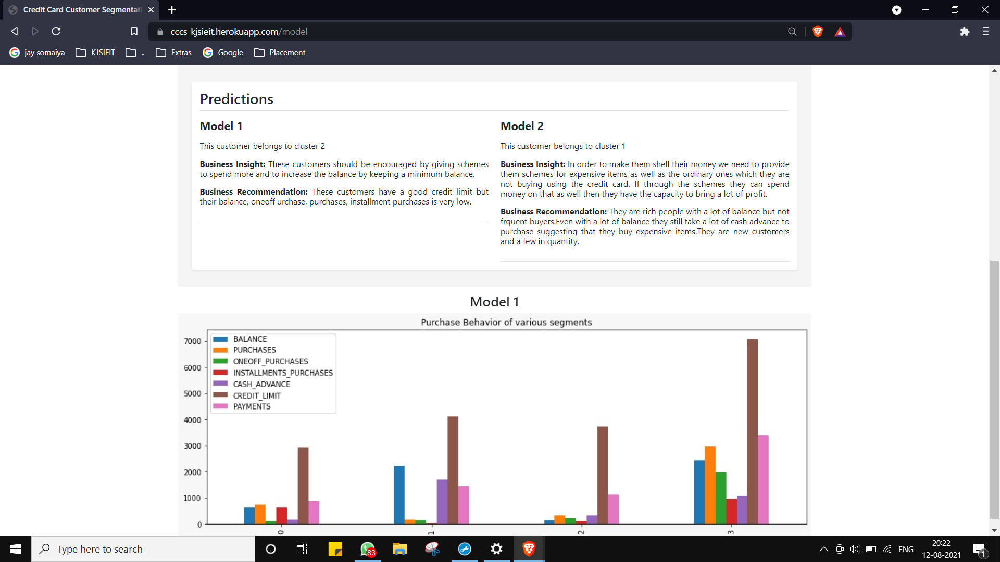 Credit Card Customer Segmentati
cccs-kjsieit.herokuapp.com/model
jay somaiya KJSIEIT .. Extras Google Placement
Predictions
Model 1
This customer belongs to cluster 2
Business Insight: These customers should be encouraged by giving schemes
to spend more and to increase the balance by keeping a minimum balance.
Business Recommendation: These customers have a good credit limit but
their balance, oneoff urchase, purchases, installment purchases is very low.
Model 2
This customer belongs to cluster 1
Business Insight: In order to make them shell their money we need to provide
them schemes for expensive items as well as the ordinary ones which they are
not buying using the credit card. If through the schemes they can spend
money on that as well then they have the capacity to bring a lot of profit.
Business Recommendation: They are rich people with a lot of balance but not
frquent buyers.Even with a lot of balance they still take a lot of cash advance to
purchase suggesting that they buy expensive items.They are new customers
and a few in quantity.
Model 1
Purchase Behavior of various segments
BALANCE
PURCHASES
ONEOFF_PURCHASES
INSTALLMENTS_PURCHASES
CASH_ADVANCE
CREDIT_LIMIT
PAYMENTS
7000
6000
5000
4000
3000
2000
1000
0
0 1 2 3
Type here to search
83
ENG
20:22
12-08-2021
1